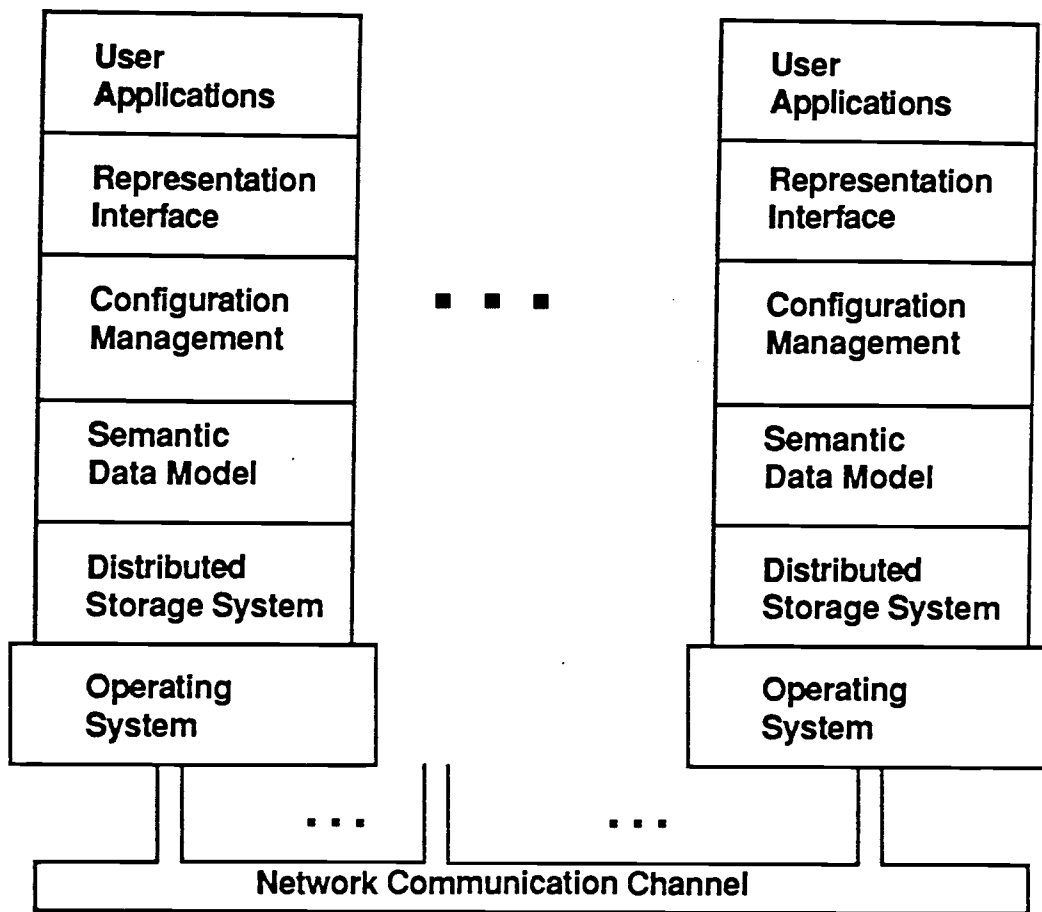 User
Applications
Representation
Interface
Configuration
Management
Semantic
Data Model
Distributed
Storage System
Operating
System
. . .
User
Applications
Representation
Interface
Configuration
Management
Semantic
Data Model
Distributed
Storage System
Operating
System
. . .
. . .
Network Communication Channel